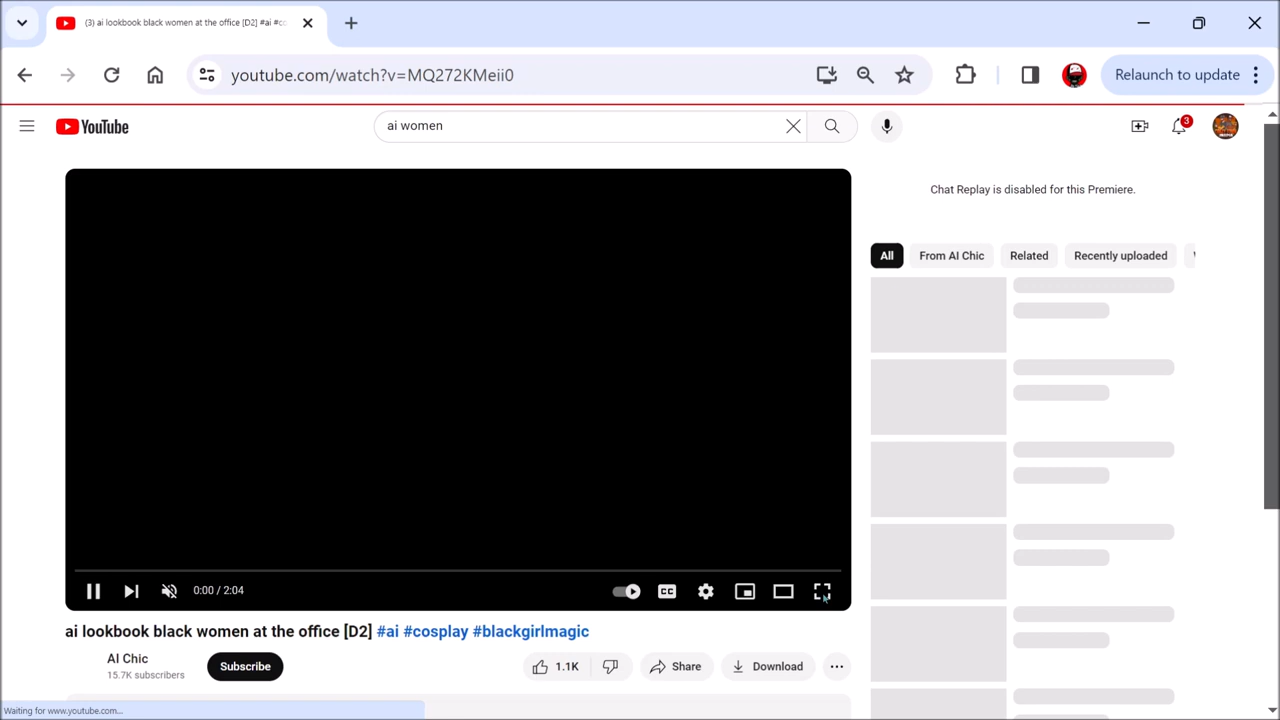 (3) ai lookbook black women at the office [D2] #ai #co
youtube.com/watch?v=MQ272KMeii0
Relaunch to update
YouTube
ai women
3
Chat Replay is disabled for this Premiere.
All
From AI Chic
Related
Recently uploaded
CC
0:00 / 2:04
ai lookbook black women at the office [D2] #ai #cosplay #blackgirlmagic
AI Chic
15.7K subscribers
Subscribe
1.1K
Share
Download
Waiting for www.youtube.com...